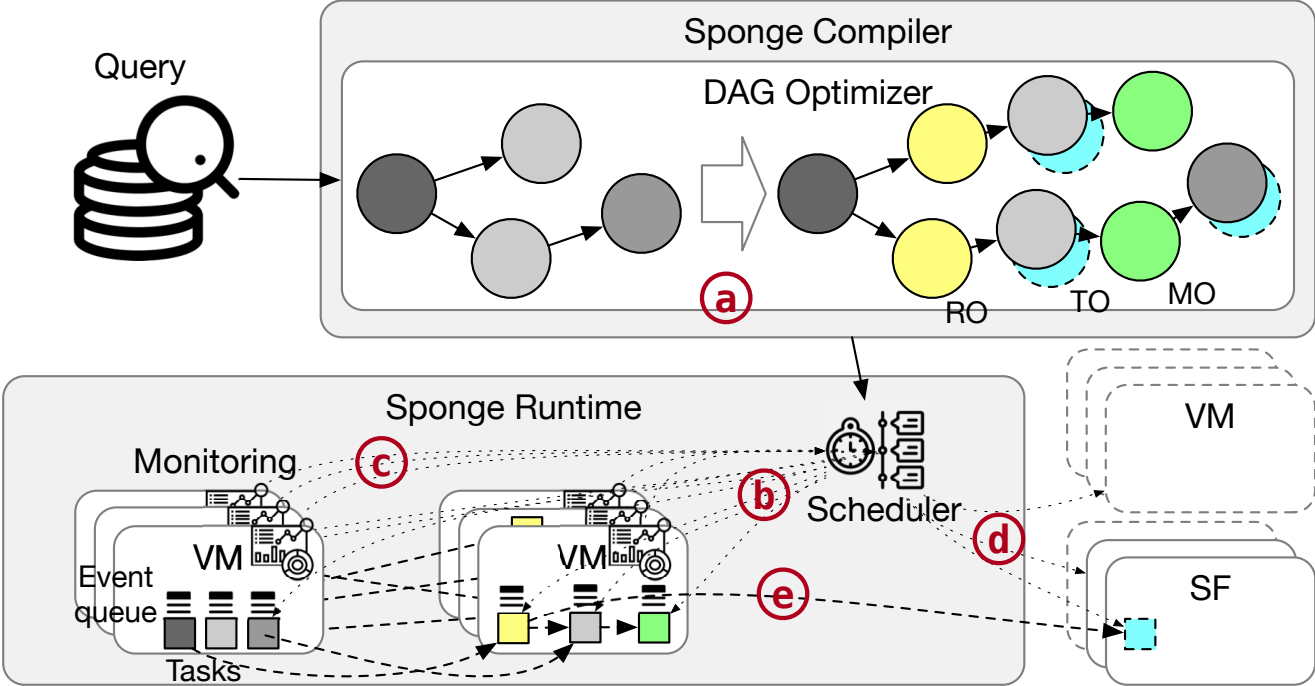 Sponge Compiler
Query
DAG Optimizer
a
RO
TO
MO
Sponge Runtime
VM
Monitoring
c
b
Scheduler
d
VM
VM
Event
queue
e
SF
Tasks